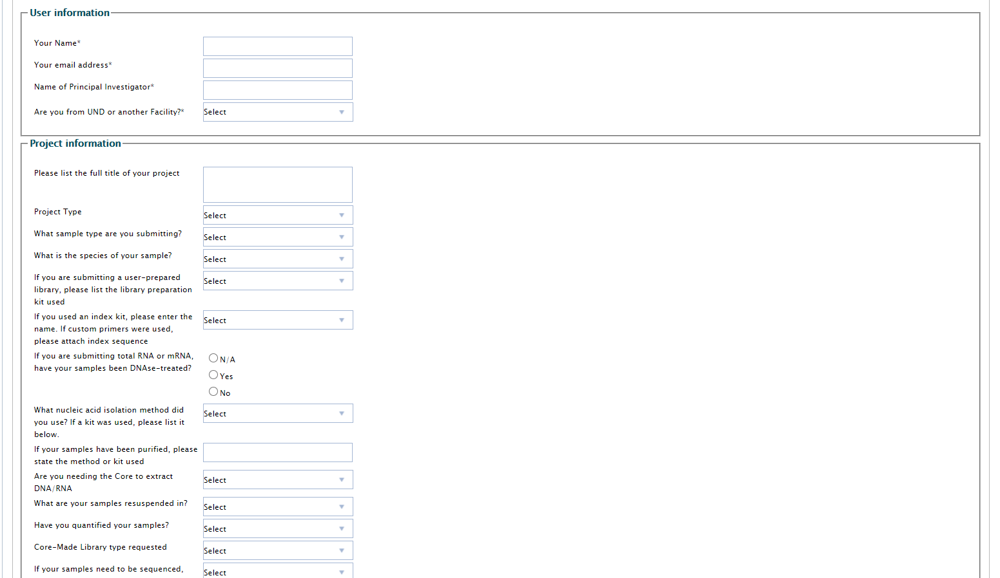 User information
Your Name*
Your email address*
Name of Principal Investigator*
Are you from UND or another Facility?*
Select
Project information
Please list the full title of your project
Project Type
Select
What sample type are you submitting?
Select
What is the species of your sample?
Select
If you are submitting a user-prepared
library, please list the library preparation
kit used
Select
If you used an index kit, please enter the
name. If custom primers were used,
please attach index sequence
Select
If you are submitting total RNA or mRNA,
have your samples been DNAse-treated?
N/A
Yes
No
What nucleic acid isolation method did
you use? If a kit was used, please list it
below.
Select
If your samples have been purified, please
state the method or kit used
Are you needing the Core to extract
DNA/RNA
Select
What are your samples resuspended in?
Select
Have you quantified your samples?
Select
Core-Made Library type requested
Select
If your samples need to be sequenced,
Select